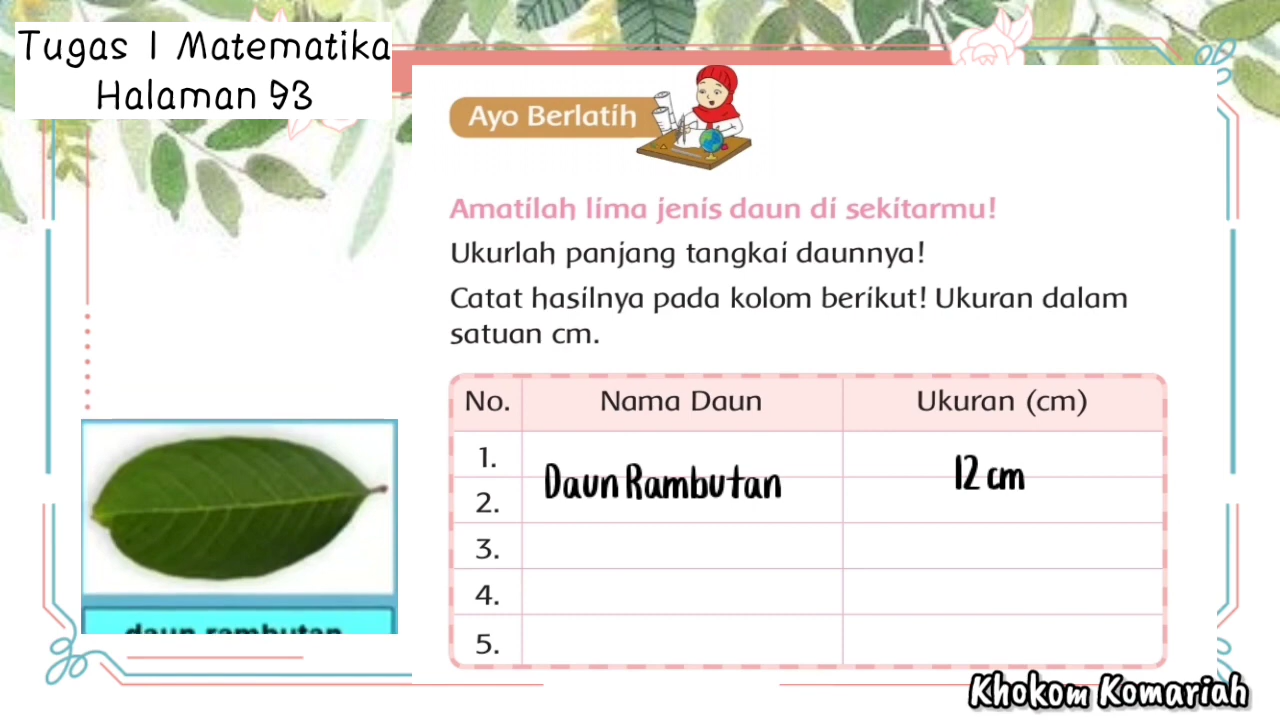 Tugas 1 Matematika
Halaman 93
Ayo Berlatih
Amatilah lima jenis daun di sekitarmu!
Ukurlah panjang tangkai daunnya!
Catat hasilnya pada kolom berikut! Ukuran dalam
satuan cm.
No. Nama Daun Ukuran (cm)
1. Daun Rambutan 12 cm
2.
3.
4.
5.
daun rambutan
Khokom Komariah